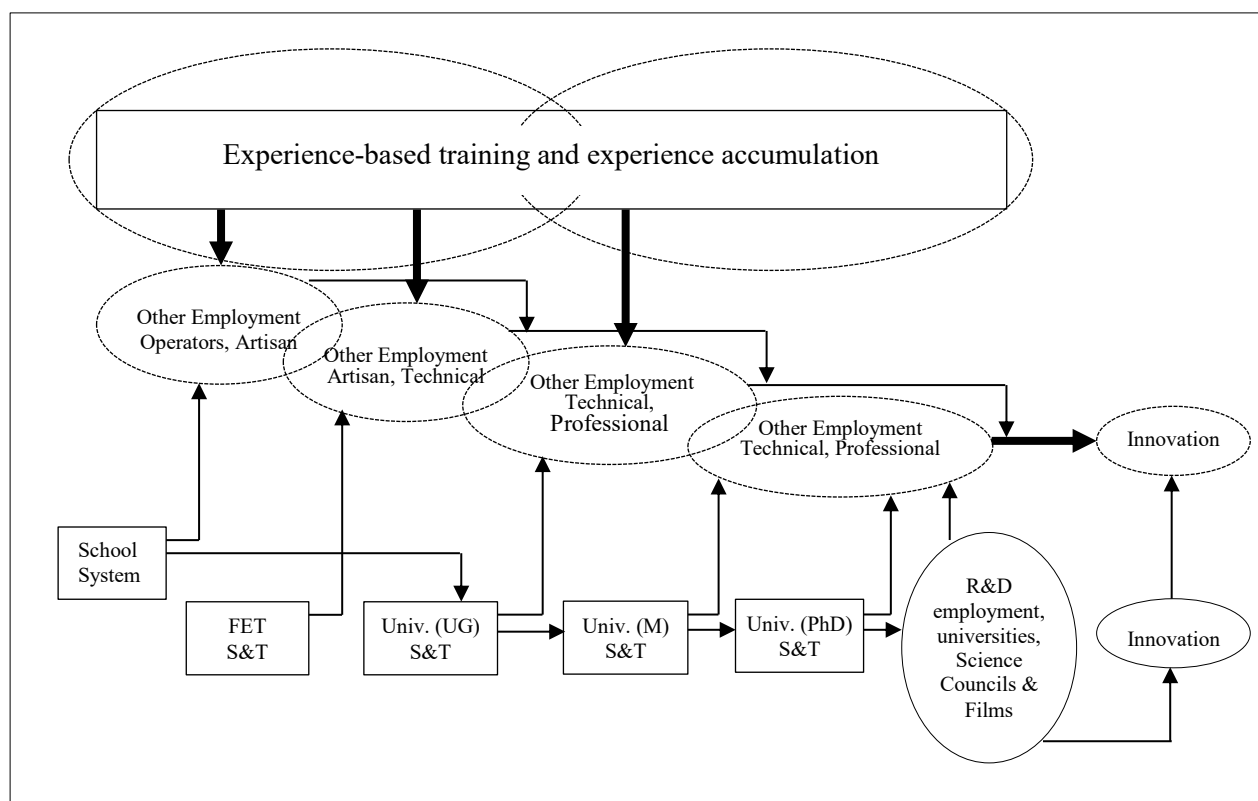 Experience-based training and experience accumulation
Other Employment
Operators, Artisan
Other Employment
Artisan, Technical
Other Employment
Technical,
Professional
Other Employment
Technical, Professional
Innovation
School
System
FET
S&T
Univ. (UG)
S&T
Univ. (M)
S&T
Univ. (PhD)
S&T
R&D
employment,
universities,
Science
Councils &
Films
Innovation